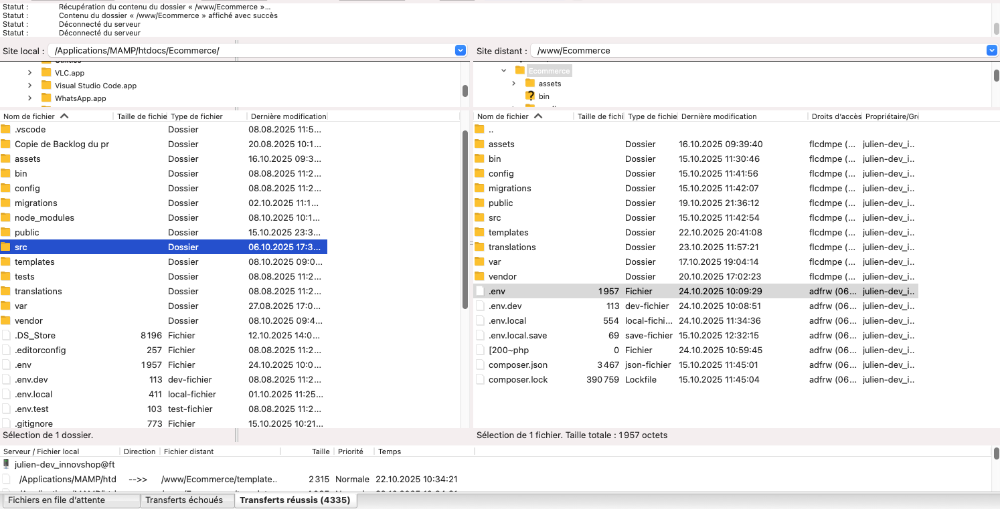 Statut : Récupération du contenu du dossier « /www/Ecommerce »...
Statut : Contenu du dossier « /www/Ecommerce » affiché avec succès
Statut : Déconnecté du serveur
Statut : Déconnecté du serveur
Site local : /Applications/MAMP/htdocs/Ecommerce/
Site distant : /www/Ecommerce
Utilities
VLC.app
Visual Studio Code.app
WhatsApp.app
Ecommerce
assets
bin
Nom de fichier Taille de fichie Type de fichier Dernière modification
.vscode Dossier 08.08.2025 11:5...
Copie de Backlog du pr Dossier 20.08.2025 10:1...
assets Dossier 16.10.2025 09:3...
bin Dossier 08.08.2025 11:2...
config Dossier 08.08.2025 11:2...
migrations Dossier 02.10.2025 11:1...
node_modules Dossier 08.10.2025 10:1...
public Dossier 15.10.2025 23:3...
src Dossier 06.10.2025 17:3...
templates Dossier 08.10.2025 09:0...
tests Dossier 08.08.2025 11:2...
translations Dossier 08.08.2025 11:2...
var Dossier 27.08.2025 17:0...
vendor Dossier 08.10.2025 09:4...
.DS_Store 8 196 Fichier 12.10.2025 14:0...
.editorconfig 257 Fichier 08.08.2025 11:2...
.env 1 957 Fichier 24.10.2025 10:0...
.env.dev 113 dev-fichier 08.08.2025 11:2...
.env.local 411 local-fichier 01.10.2025 11:25...
.env.test 103 test-fichier 08.08.2025 11:2...
.gitignore 773 Fichier 15.10.2025 10:21...
Sélection de 1 dossier.
Nom de fichier Taille de fichi Type de fichie Dernière modification Droits d'accès Propriétaire/Gr
..
assets Dossier 16.10.2025 09:39:40 flcdmpe (... julien-dev_i..
bin Dossier 15.10.2025 11:30:46 flcdmpe (... julien-dev_i..
config Dossier 15.10.2025 11:41:56 flcdmpe (... julien-dev_i..
migrations Dossier 15.10.2025 11:42:07 flcdmpe (... julien-dev_i..
public Dossier 19.10.2025 21:36:12 flcdmpe (... julien-dev_i..
src Dossier 15.10.2025 11:42:54 flcdmpe (... julien-dev_i..
templates Dossier 22.10.2025 20:41:08 flcdmpe (... julien-dev_i..
translations Dossier 23.10.2025 11:57:21 flcdmpe (... julien-dev_i..
var Dossier 17.10.2025 19:04:14 flcdmpe (... julien-dev_i..
vendor Dossier 20.10.2025 17:02:23 flcdmpe (... julien-dev_i..
.env 1 957 Fichier 24.10.2025 10:09:29 adfrw (06... julien-dev_i..
.env.dev 113 dev-fichier 24.10.2025 10:08:51 adfrw (06... julien-dev_i..
.env.local 554 local-fichi... 24.10.2025 11:34:36 adfrw (06... julien-dev_i..
.env.local.save 69 save-fichier 15.10.2025 12:32:15 adfrw (06... julien-dev_i..
[200~php 0 Fichier 24.10.2025 10:59:45 adfrw (06... julien-dev_i..
composer.json 3 467 json-fichier 15.10.2025 11:45:01 adfrw (06... julien-dev_i..
composer.lock 390 759 Lockfile 15.10.2025 11:45:04 adfrw (06... julien-dev_i..
Sélection de 1 fichier. Taille totale : 1 957 octets
Serveur / Fichier local Direction Fichier distant Taille Priorité Temps
julien-dev_innovshop@ft
/Applications/MAMP/htd -->> /www/Ecommerce/template.. 2 315 Normale 22.10.2025 10:34:21
Fichiers en file d'attente Transferts échoués Transferts réussis (4335)